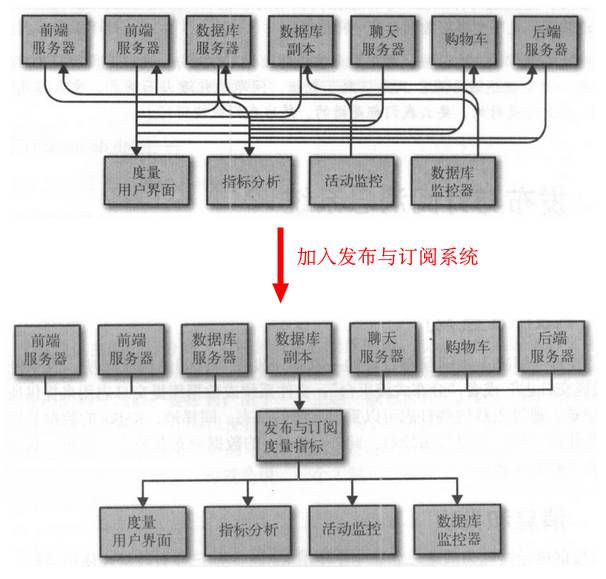 前端
服务器
前端
服务器
数据库
服务器
数据库
副本
聊天
服务器
购物车
后端
服务器
度量
用户界面
指标分析
活动监控
数据库
监控器
加入发布与订阅系统
前端
服务器
前端
服务器
数据库
服务器
数据库
副本
聊天
服务器
购物车
后端
服务器
发布与订阅
度量指标
度量
用户界面
指标分析
活动监控
数据库
监控器